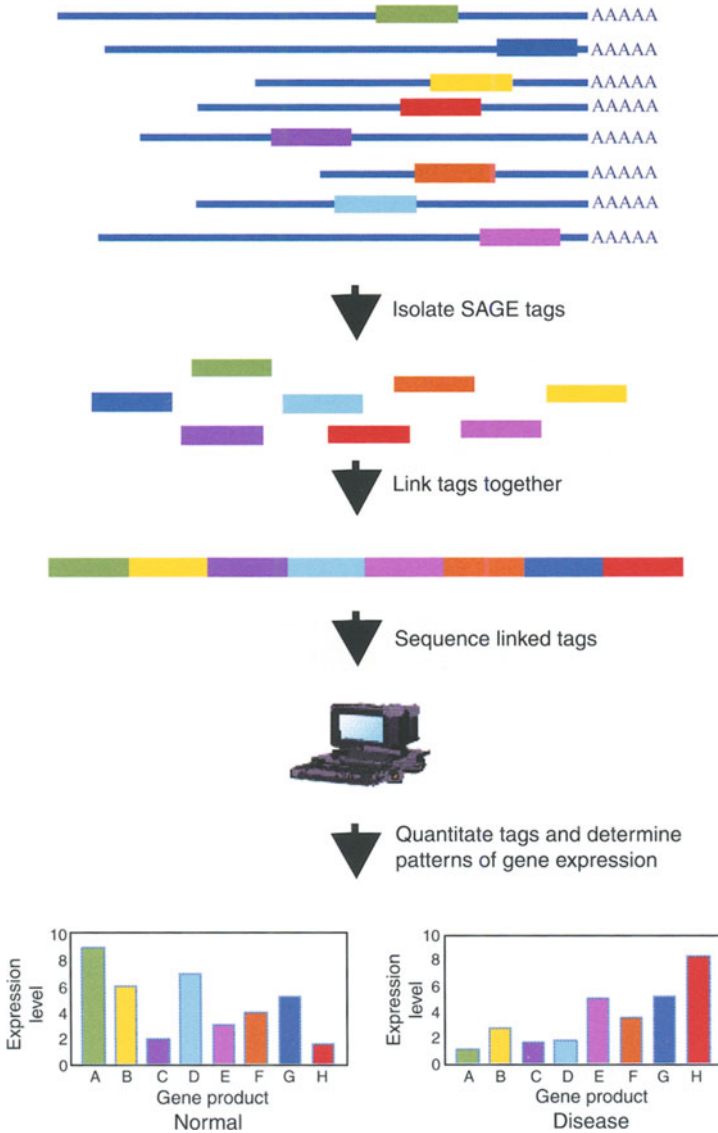 AAAAA
AAAAA
AAAAA
AAAAA
AAAAA
AAAAA
AAAAA
AAAAA
Isolate SAGE tags
Link tags together
Sequence linked tags
Quantitate tags and determine
patterns of gene expression
Expression
level
10
8
6
4
2
0
A B C D E F G H
Gene product
Normal
Expression
level
10
8
6
4
2
0
A B C D E F G H
Gene product
Disease